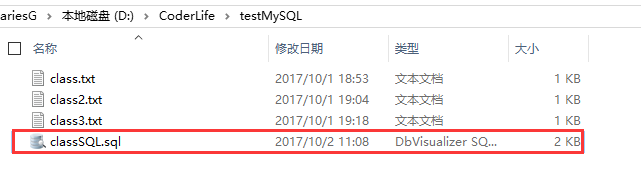 ariesG > 本地磁盘 (D:) > CoderLife > testMySQL
名称 修改日期 类型 大小
class.txt 2017/10/1 18:53 文本文档 1 KB
class2.txt 2017/10/1 19:04 文本文档 1 KB
class3.txt 2017/10/1 19:18 文本文档 1 KB
classSQL.sql 2017/10/2 11:08 DbVisualizer SQ... 2 KB